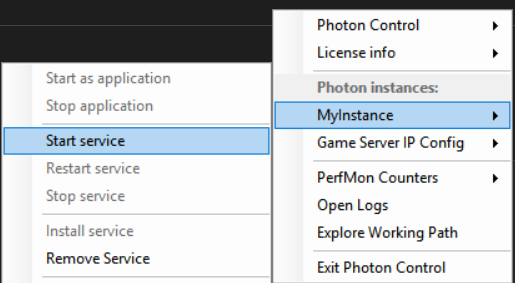 Photon Control
License info
Photon instances:
MyInstance
Game Server IP Config
PerfMon Counters
Open Logs
Explore Working Path
Exit Photon Control
Start as application
Stop application
Start service
Restart service
Stop service
Install service
Remove Service